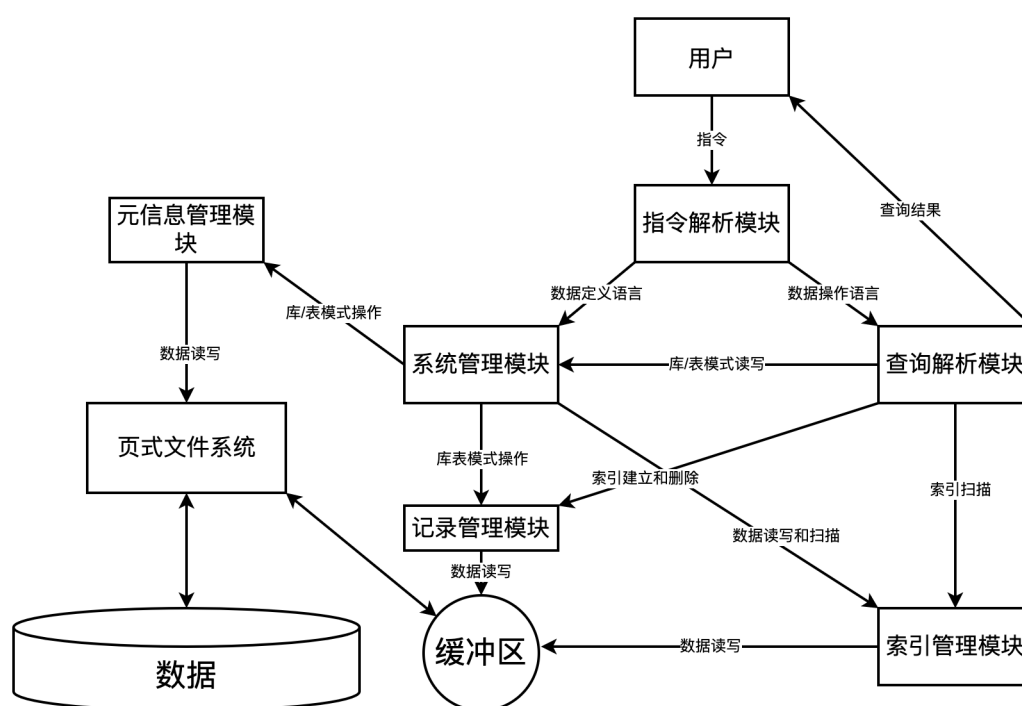 用户
指令
指令解析模块
查询结果
元信息管理模
块
数据定义语言
数据操作语言
库/表模式操作
数据读写
系统管理模块
库/表模式读写
查询解析模块
页式文件系统
库表模式操作
索引建立和删除
索引扫描
记录管理模块
数据读写和扫描
数据读写
数据
缓冲区
数据读写
索引管理模块